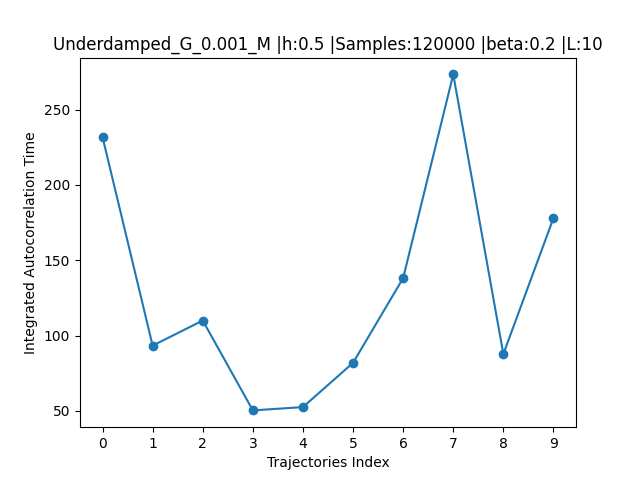 Underdamped_G_0.001_M |h:0.5 |Samples:120000 |beta:0.2 |L:10
Integrated Autocorrelation Time
250
200
150
100
50
0 1 2 3 4 5 6 7 8 9
Trajectories Index